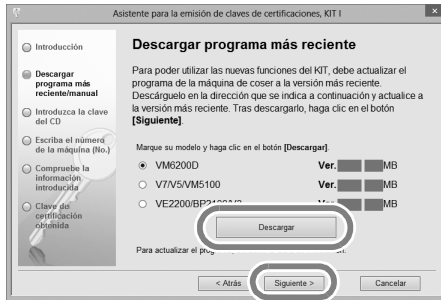 Asistente para la emisión de claves de certificaciones, KIT I
Introducción
Descargar
programa más
reciente/manual
Introduzca la clave
del CD
Escriba el número
de la máquina (No.)
Compruebe la
información
introducida
Clave de
certificación
obtenida
Descargar programa más reciente
Para poder utilizar las nuevas funciones del KIT, debe actualizar el
programa de la máquina de coser a la versión más reciente.
Descárguelo en la dirección que se indica a continuación y actualice a
la versión más reciente. Tras descargarlo, haga clic en el botón
[Siguiente].
Marque su modelo y haga clic en el botón [Descargar].
VM6200D Ver. MB
V7/V5/VM5100 Ver. MB
VE2200/BP2100/V3 Ver. MB
Descargar
Para actualizar el
< Atrás
Siguiente >
Cancelar